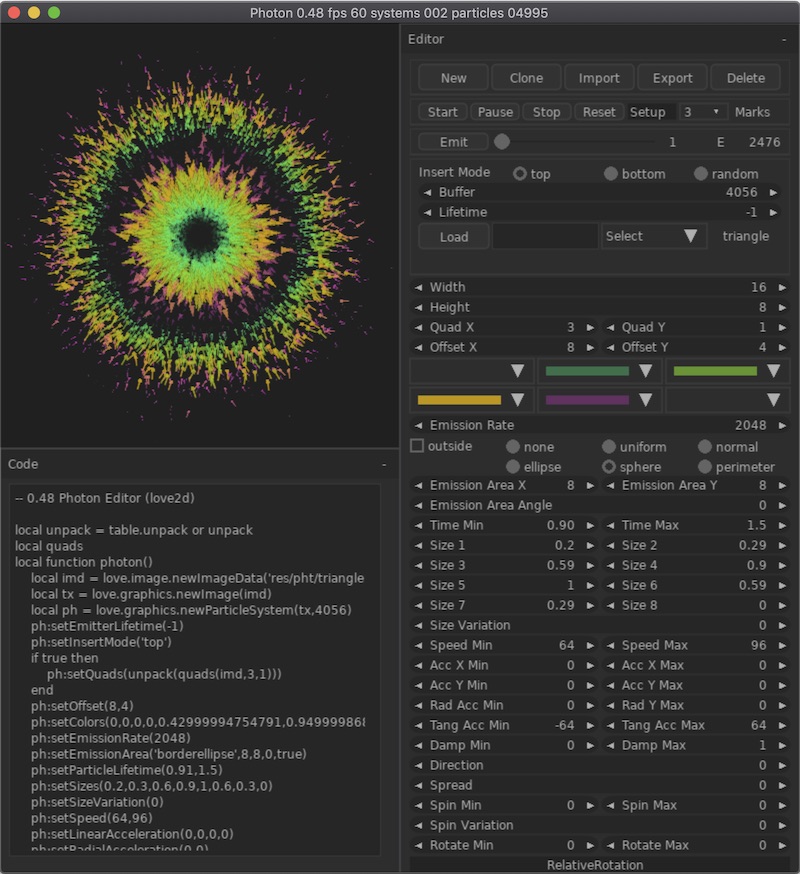 Photon 0.48 fps 60 systems 002 particles 04995
Editor -
New Clone Import Export Delete
Start Pause Stop Reset Setup 3 Marks
Emit 1 E 2476
Insert Mode top bottom random
Buffer 4056
Lifetime -1
Load Select triangle
Width 16
Height 8
Quad X 3 Quad Y 1
Offset X 8 Offset Y 4
Emission Rate 2048
outside none uniform normal
ellipse sphere perimeter
Emission Area X 8 Emission Area Y 8
Emission Area Angle 0
Time Min 0.90 Time Max 1.5
Size 1 0.2 Size 2 0.29
Size 3 0.59 Size 4 0.9
Size 5 1 Size 6 0.59
Size 7 0.29 Size 8 0
Size Variation 0
Speed Min 64 Speed Max 96
Acc X Min 0 Acc X Max 0
Acc Y Min 0 Acc Y Max 0
Rad Acc Min 0 Rad Y Max 0
Tang Acc Min -64 Tang Acc Max 64
Damp Min 0 Damp Max 1
Direction 0
Spread 0
Spin Min 0 Spin Max 0
Spin Variation 0
Rotate Min 0 Rotate Max 0
RelativeRotation
Code -
-- 0.48 Photon Editor (love2d)
local unpack = table.unpack or unpack
local quads
local function photon()
local imd = love.image.newImageData('res/pht/triangle
local tx = love.graphics.newImage(imd)
local ph = love.graphics.newParticleSystem(tx,4056)
ph:setEmitterLifetime(-1)
ph:setInsertMode('top')
if true then
ph:setQuads(unpack(quads(imd,3,1)))
end
ph:setOffset(8,4)
ph:setColors(0,0,0,0,0.42999994754791,0.949999868
ph:setEmissionRate(2048)
ph:setEmissionArea('borderellipse',8,8,0,true)
ph:setParticleLifetime(0.91,1.5)
ph:setSizes(0.2,0.3,0.6,0.9,1,0.6,0.3,0)
ph:setSizeVariation(0)
ph:setSpeed(64,96)
ph:setLinearAcceleration(0,0,0,0)
ph:setRadialAcceleration(0,0)